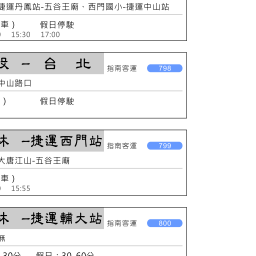 捷運丹鳳站-五谷王廟、西門國小-捷運中山站
車）  假日停駛
15:30  17:00
投 － 台 北  指南客運  798
中山路口
）  假日停駛
林 –捷運西門站  指南客運  799
大唐江山-五谷王廟
車）
15:55
林 –捷運輔大站  指南客運  800
無
30分  假日：30-60分